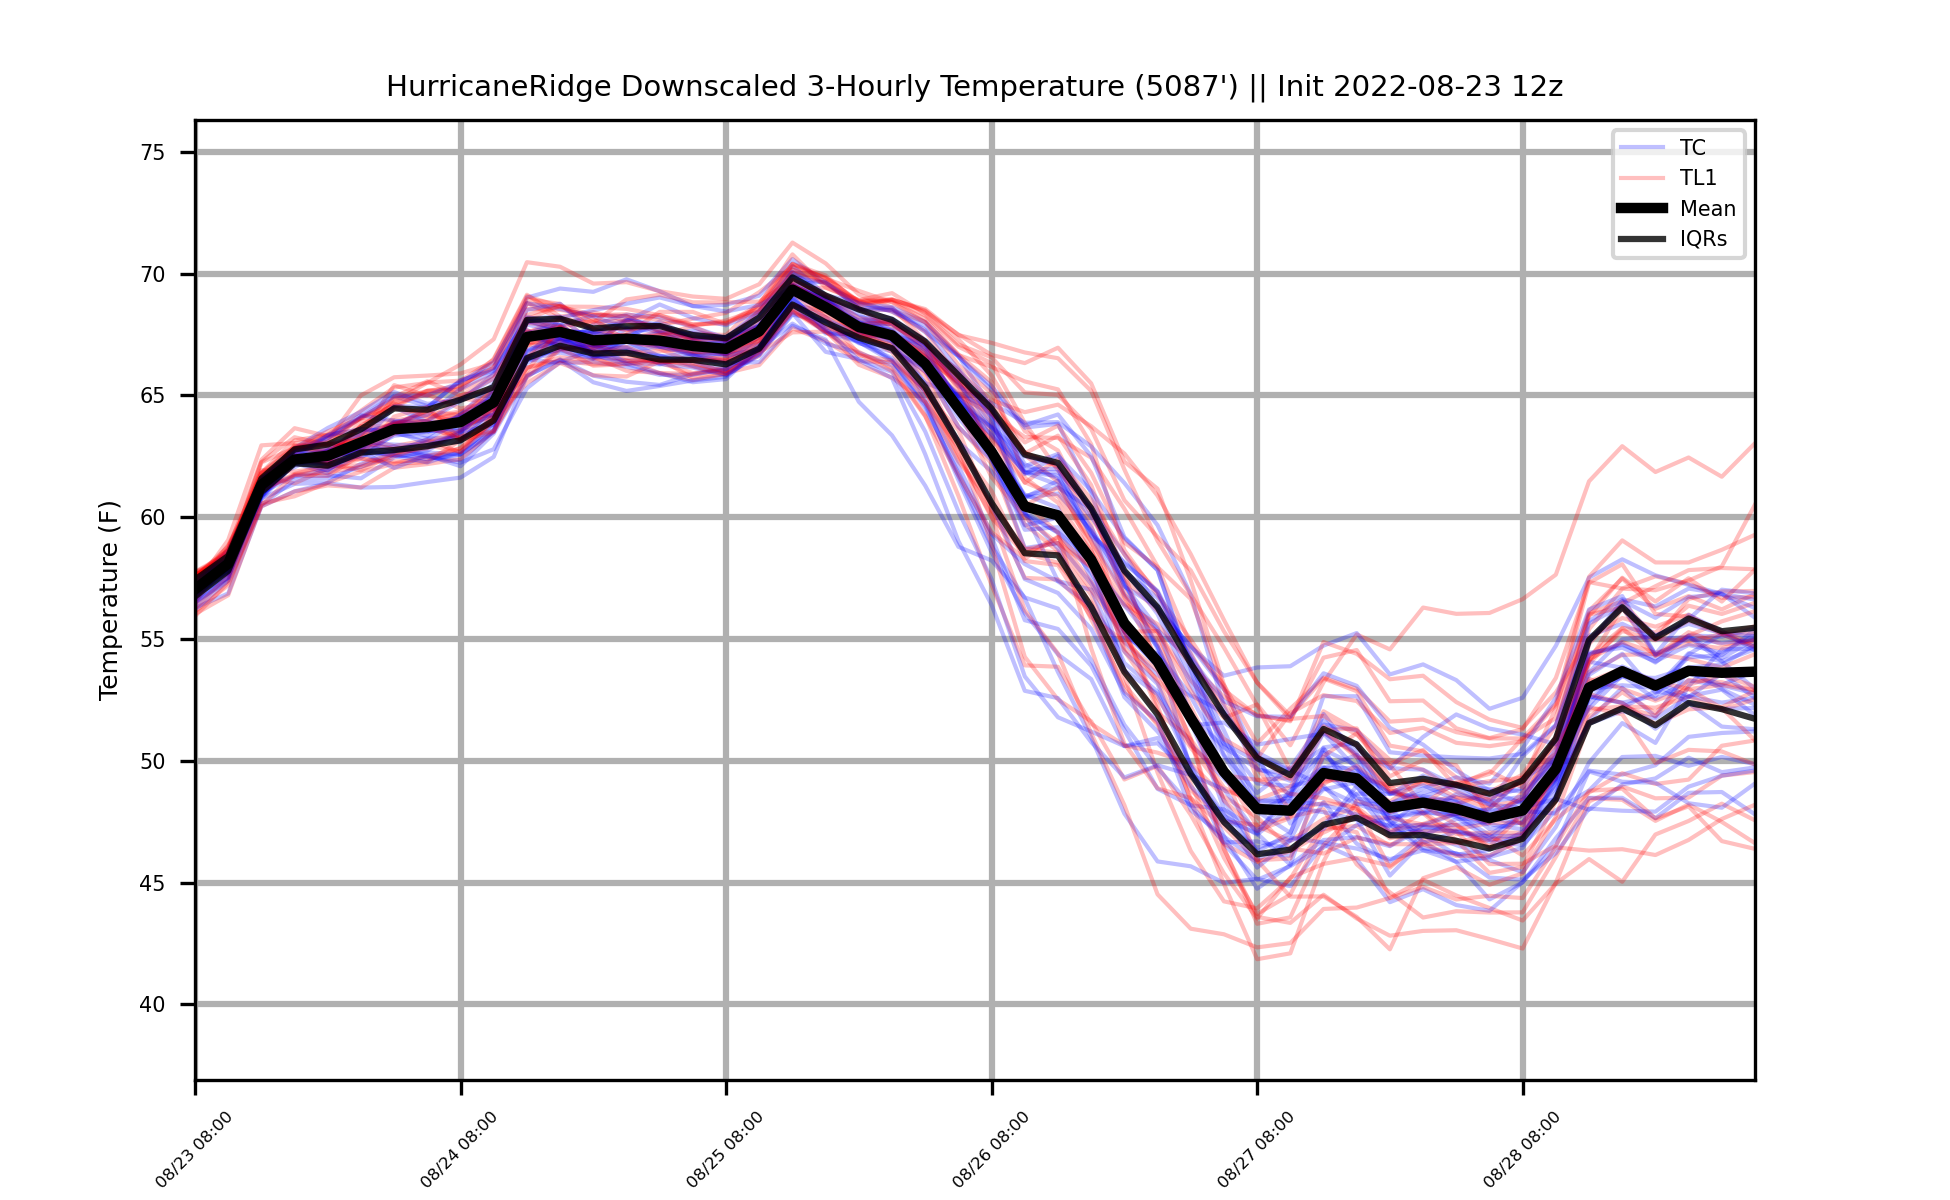 HurricaneRidge Downscaled 3-Hourly Temperature (5087') || Init 2022-08-23 12z
TC
TL1
Mean
IQRs
Temperature (F)
75
70
65
60
55
50
45
40
08/23 08:00
08/24 08:00
08/25 08:00
08/26 08:00
08/27 08:00
08/28 08:00